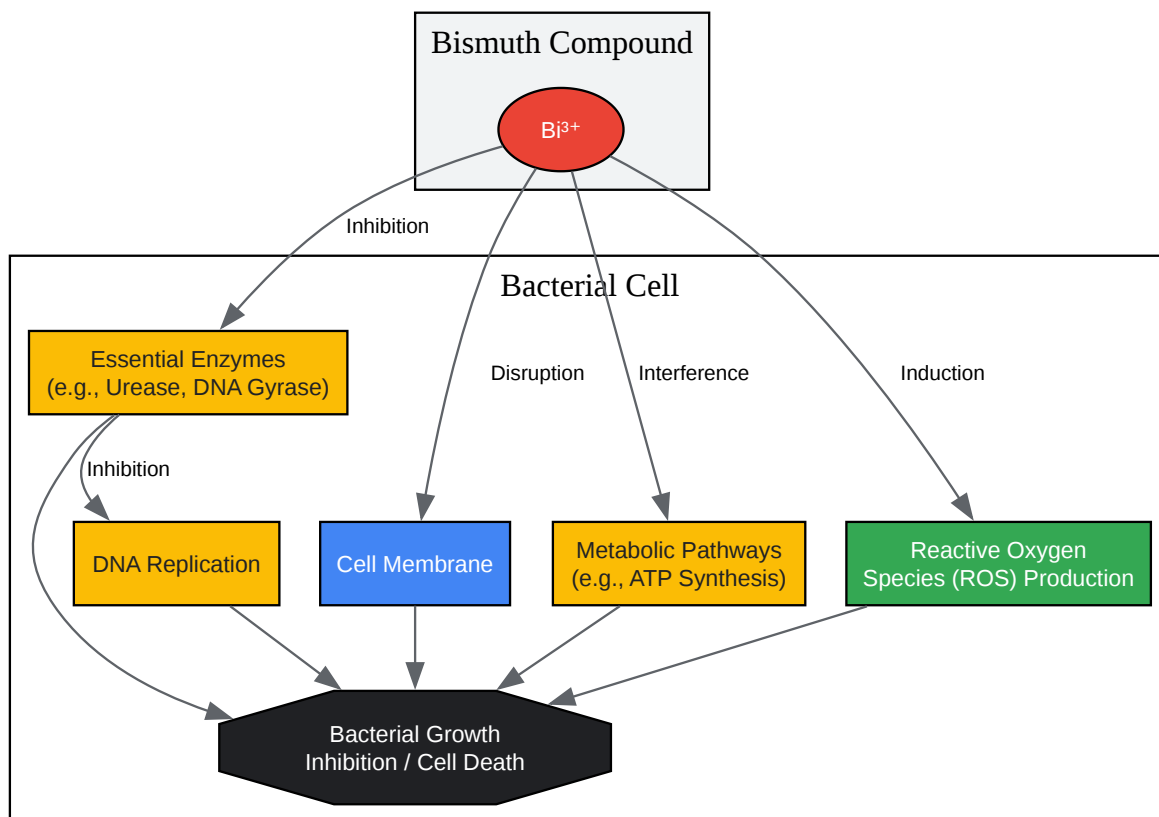 Bismuth Compound
Bi³⁺
Inhibition
Bacterial Cell
Essential Enzymes
(e.g., Urease, DNA Gyrase)
Disruption
Interference
Induction
Inhibition
DNA Replication
Cell Membrane
Metabolic Pathways
(e.g., ATP Synthesis)
Reactive Oxygen
Species (ROS) Production
Bacterial Growth
Inhibition / Cell Death